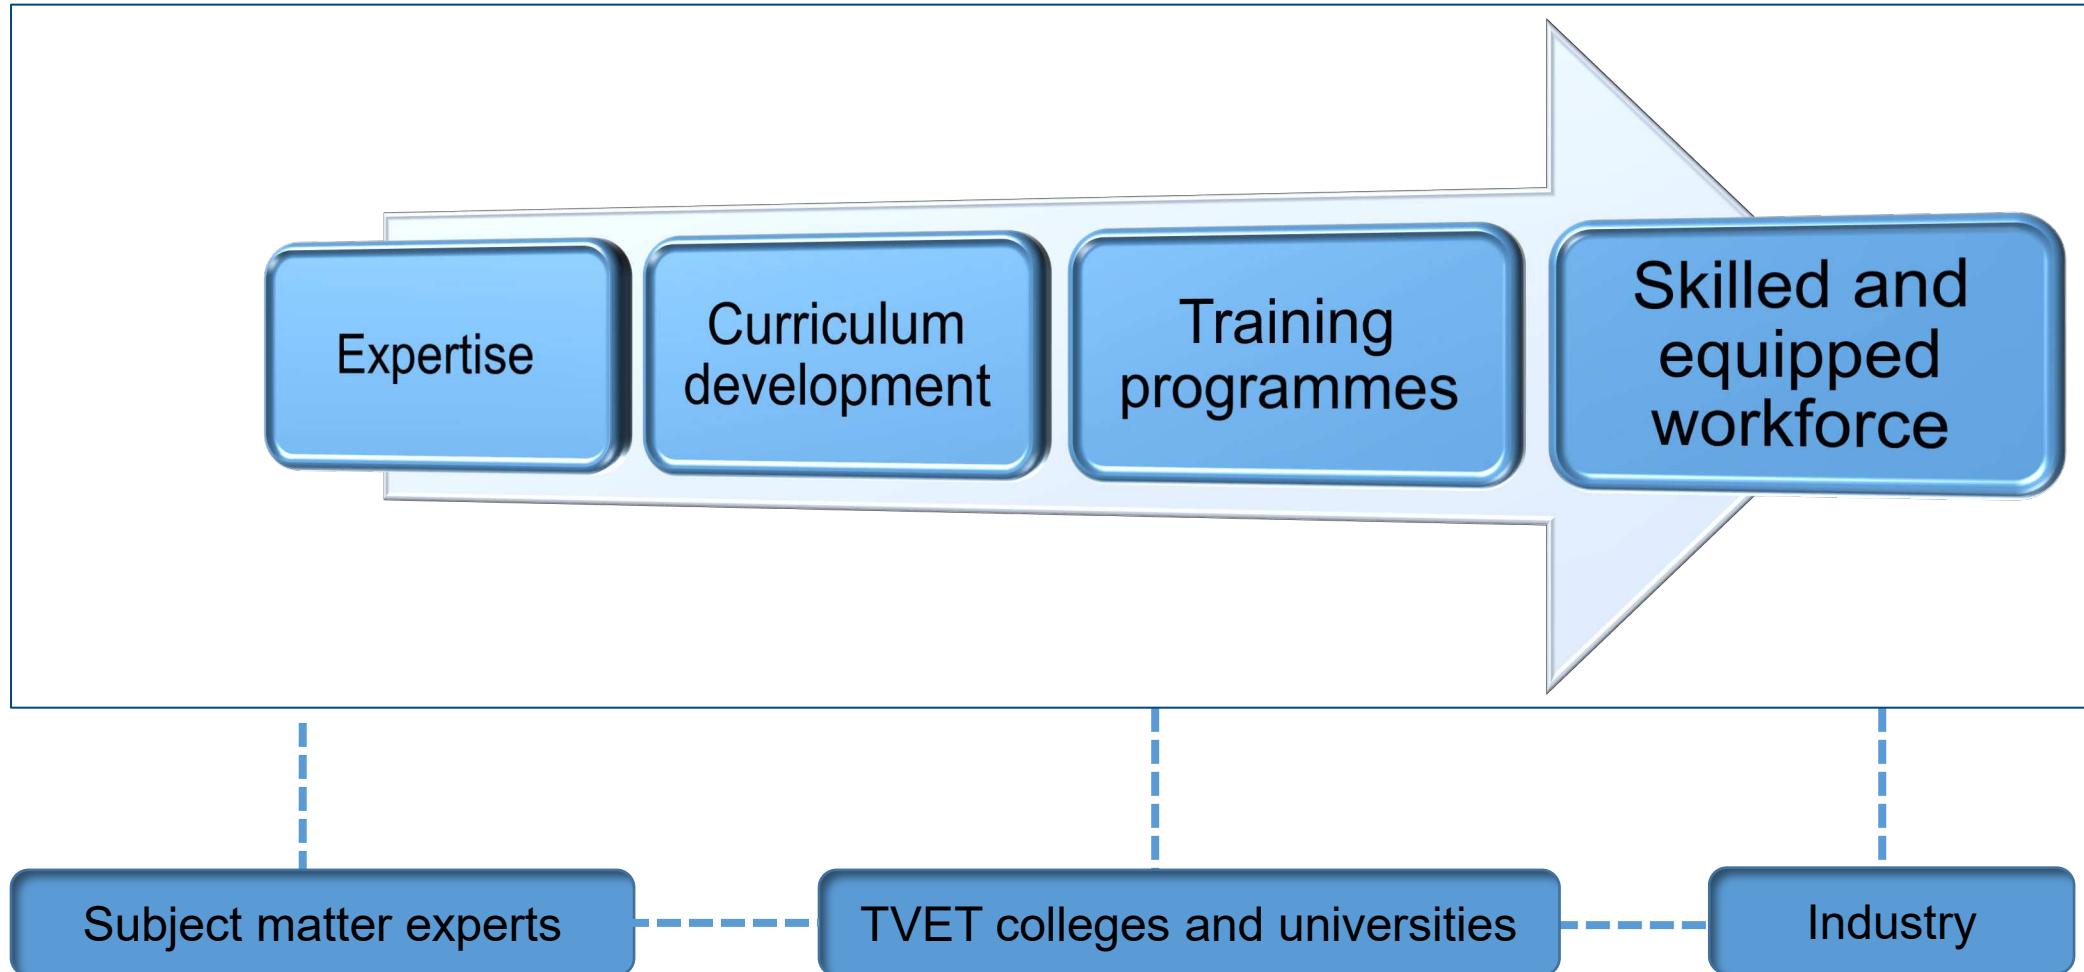 Expertise
Curriculum
development
Training
programmes
Skilled and
equipped
workforce
Subject matter experts
TVET colleges and universities
Industry